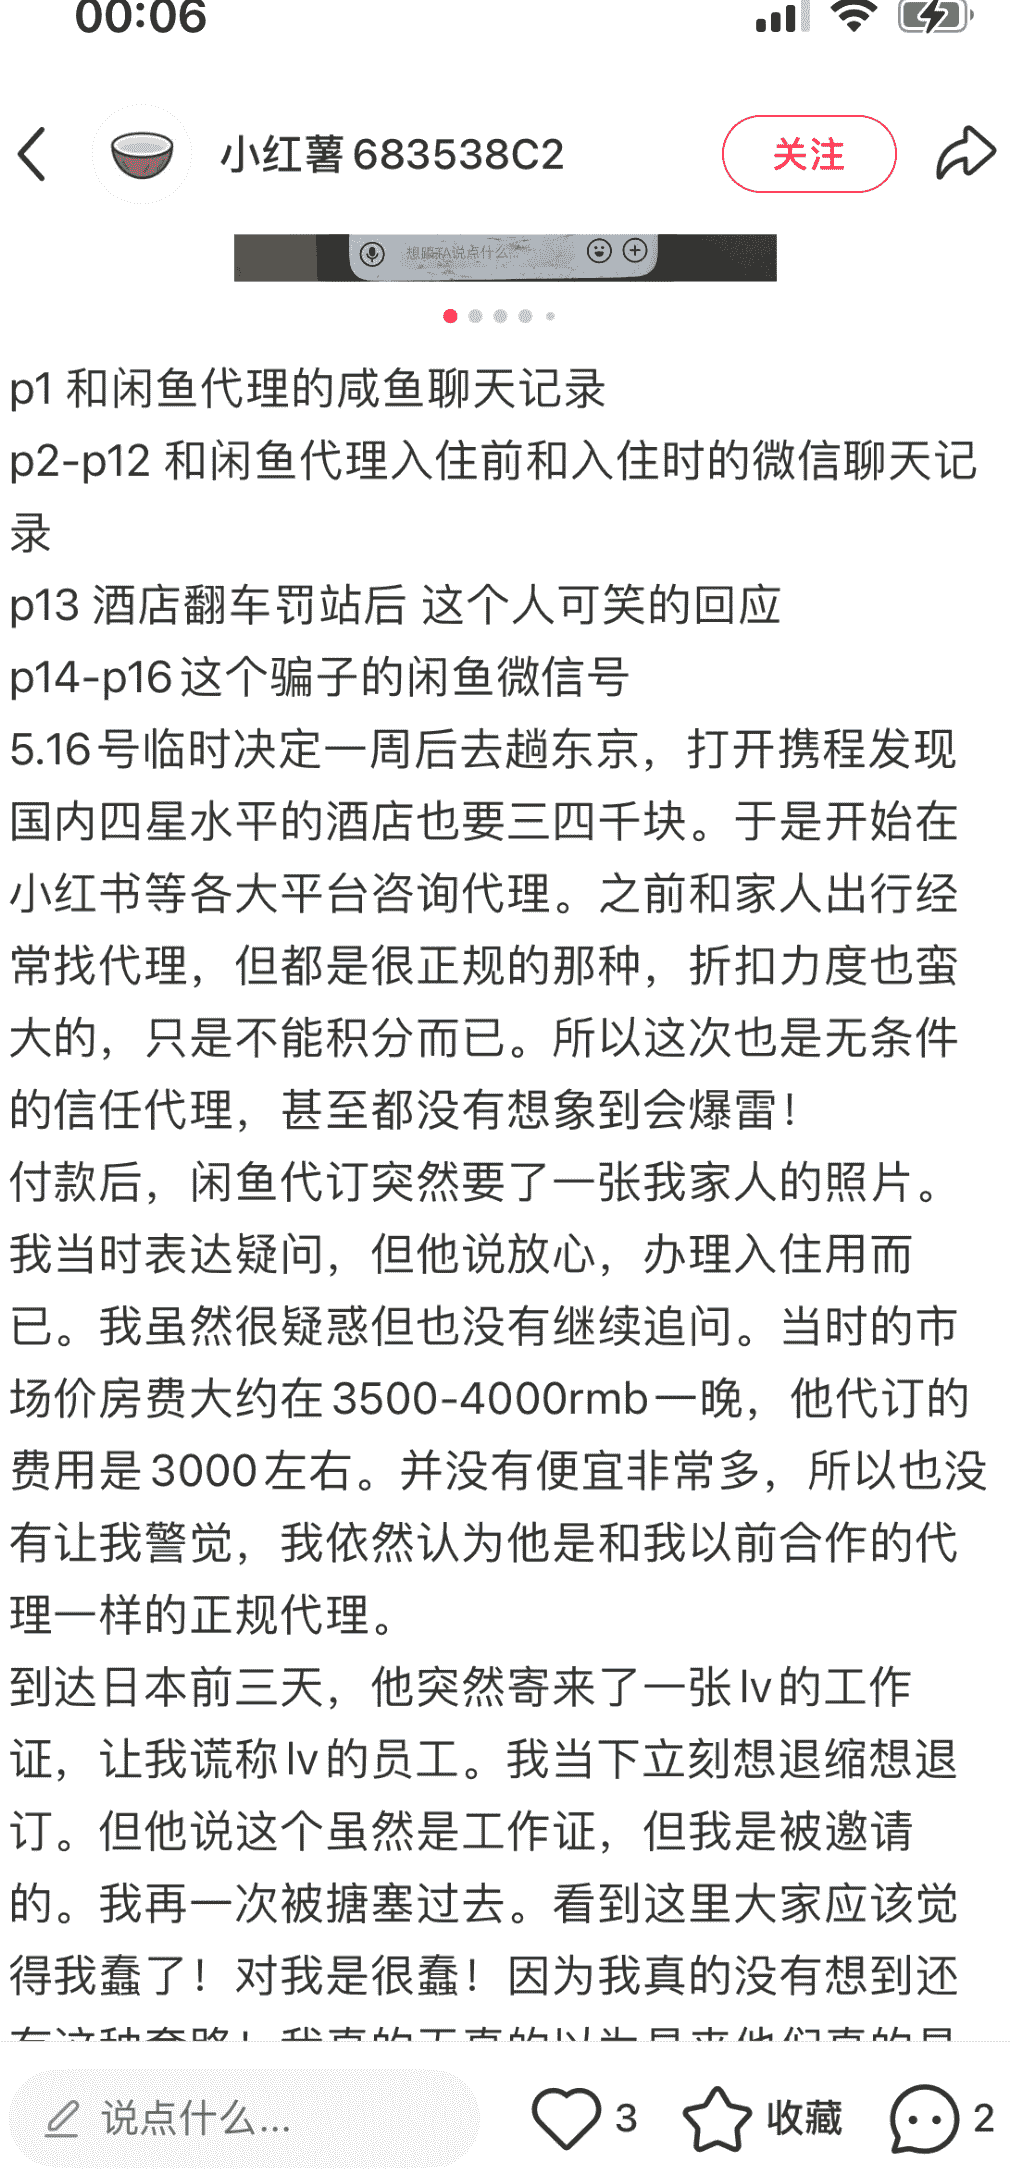 00:06
小红薯683538C2
关注
p1 和闲鱼代理的咸鱼聊天记录
p2-p12 和闲鱼代理入住前和入住时的微信聊天记
录
p13 酒店翻车罚站后 这个人可笑的回应
p14-p16这个骗子的闲鱼微信号
5.16号临时决定一周后去趟东京，打开携程发现
国内四星水平的酒店也要三四千块。于是开始在
小红书等各大平台咨询代理。之前和家人出行经
常找代理，但都是很正规的那种，折扣力度也蛮
大的，只是不能积分而已。所以这次也是无条件
的信任代理，甚至都没有想象到会爆雷！
付款后，闲鱼代订突然要了一张我家人的照片。
我当时表达疑问，但他说放心，办理入住用而
已。我虽然很疑惑但也没有继续追问。当时的市
场价房费大约在3500-4000rmb一晚，他代订的
费用是3000左右。并没有便宜非常多，所以也没
有让我警觉，我依然认为他是和我以前合作的代
理一样的正规代理。
到达日本前三天，他突然寄来了一张lv的工作
证，让我谎称lv的员工。我当下立刻想退缩想退
订。但他说这个虽然是工作证，但我是被邀请
的。我再一次被搪塞过去。看到这里大家应该觉
得我蠢了！对我是很蠢！因为我真的没有想到还
说点什么...
3
收藏
2